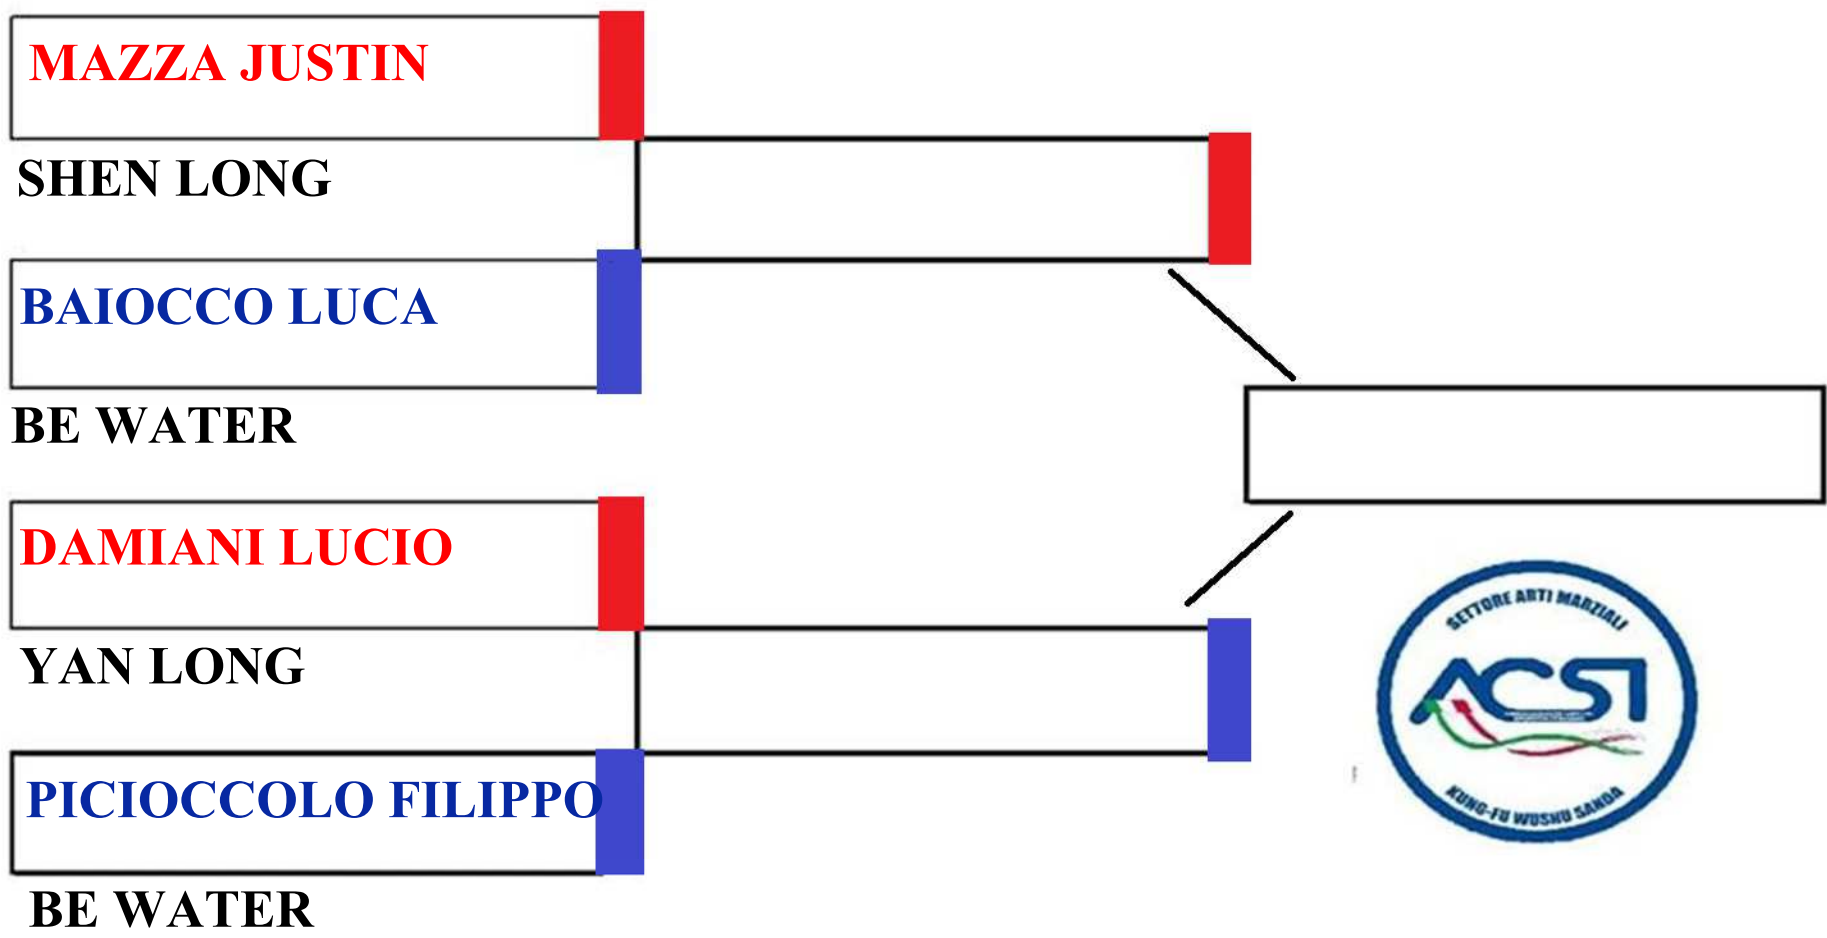 MAZZA JUSTIN
SHEN LONG
BAIOCCO LUCA
BE WATER
DAMIANI LUCIO
YAN LONG
PICIOCCOLO FILIPPO
BE WATER
SETTORE ARTI MARZIALI
ACSI
KUNG-FU WUSHU SANDA